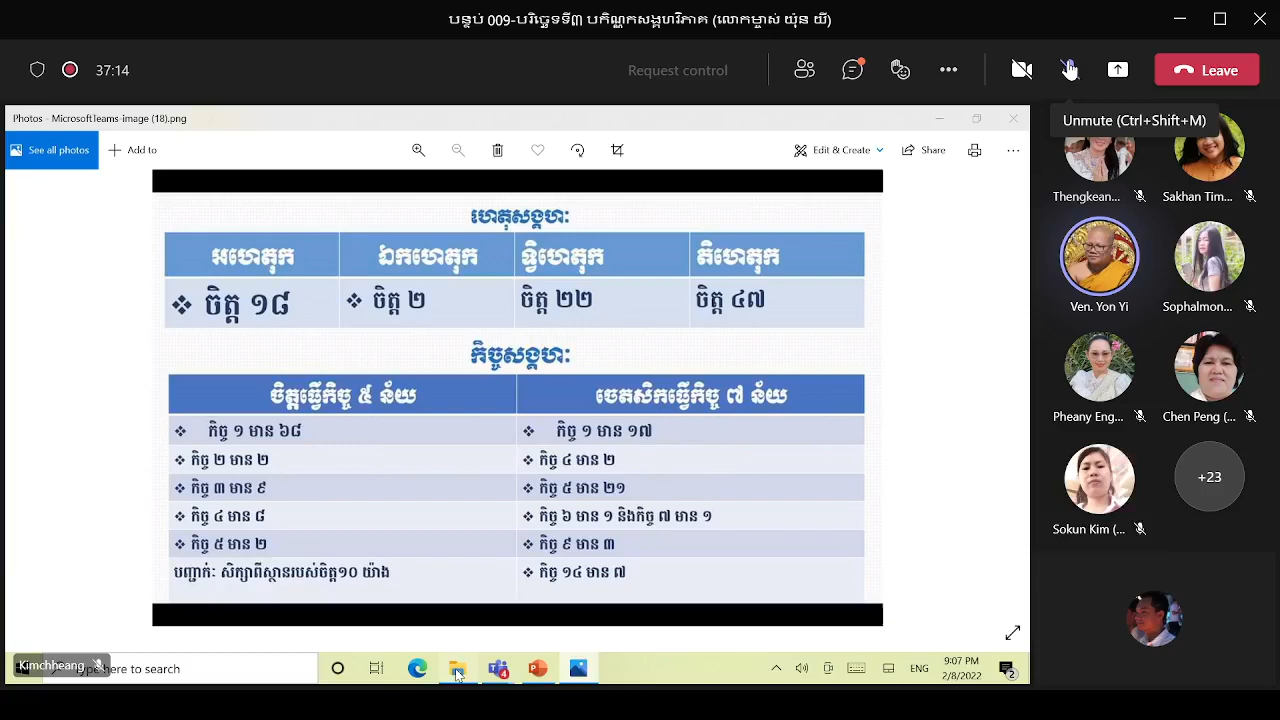 បន្ទប់ 009-បរិច្ឆេទទី៣ បកិណ្ណកសង្គហវិភាគ (លោកម្ចាស់ យ៉ុន យី)
37:14
Request control
Leave
Unmute (Ctrl+Shift+M)
Photos - MicrosoftTeams-image (18).png
See all photos
Add to
Edit & Create
Share
ហេតុសង្គហៈ
អហេតុក ឯកហេតុក ទ្វិហេតុក តិហេតុក
❖ ចិត្ត ១៨ ❖ ចិត្ត ២ ចិត្ត ២២ ចិត្ត ៤៧
កិច្ចសង្គហៈ
ចិត្តធ្វើកិច្ច ៥ ន័យ ចេតសិកធ្វើកិច្ច ៧ ន័យ
❖ កិច្ច ១ មាន ៦៨ ❖ កិច្ច ១ មាន ១៧
❖ កិច្ច ២ មាន ២ ❖ កិច្ច ៤ មាន ២
❖ កិច្ច ៣ មាន ៩ ❖ កិច្ច ៥ មាន ២១
❖ កិច្ច ៤ មាន ៨ ❖ កិច្ច ៦ មាន ១ និងកិច្ច ៧ មាន ១
❖ កិច្ច ៥ មាន ២ ❖ កិច្ច ៩ មាន ៣
បញ្ជាក់ៈ សិក្សាពីស្ថានរបស់ចិត្ត១០ យ៉ាង ❖ កិច្ច ១៤ មាន ៧
Thengkean...
Sakhan Tim...
Ven. Yon Yi
Sophalmon...
Pheany Eng...
Chen Peng (...
Sokun Kim (...
+23
Kimchheang
here to search
4
ENG
9:07 PM
2/8/2022
2